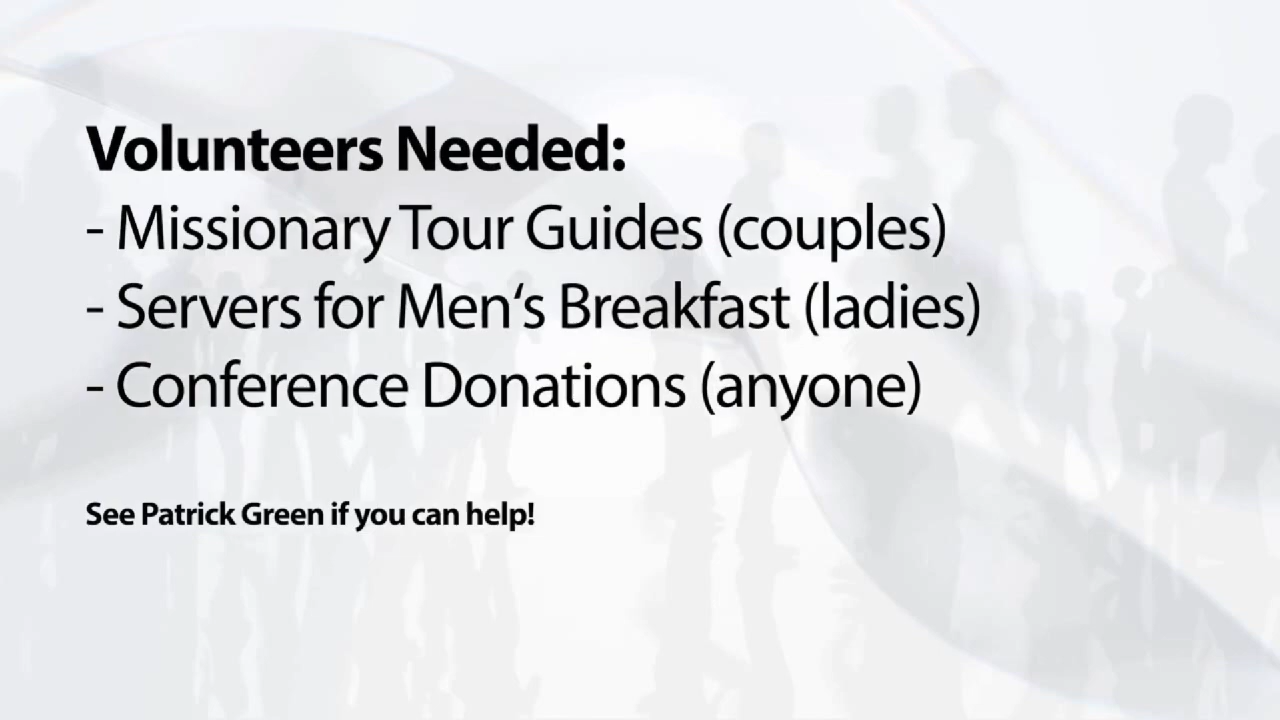 Volunteers Needed:
- Missionary Tour Guides (couples)
- Servers for Men‘s Breakfast (ladies)
- Conference Donations (anyone)
See Patrick Green if you can help!